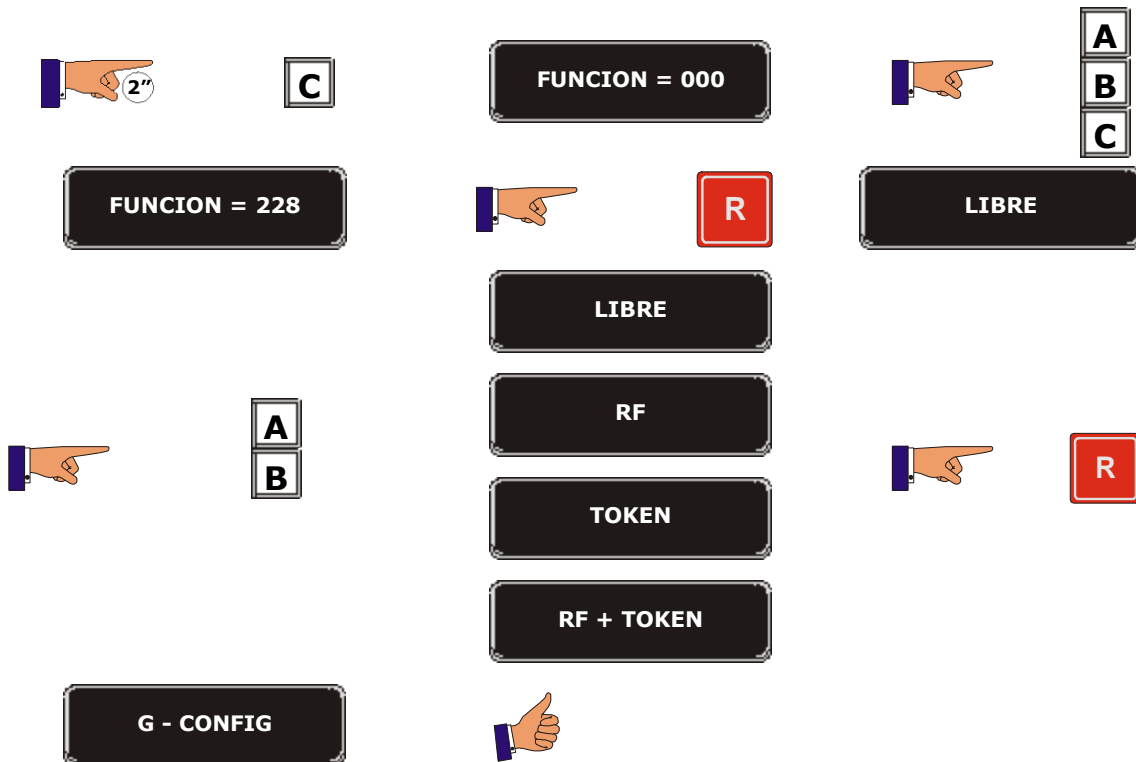 2”
C
FUNCION = 000
A
B
C
FUNCION = 228
R
LIBRE
LIBRE
RF
A
B
TOKEN
R
RF + TOKEN
G - CONFIG